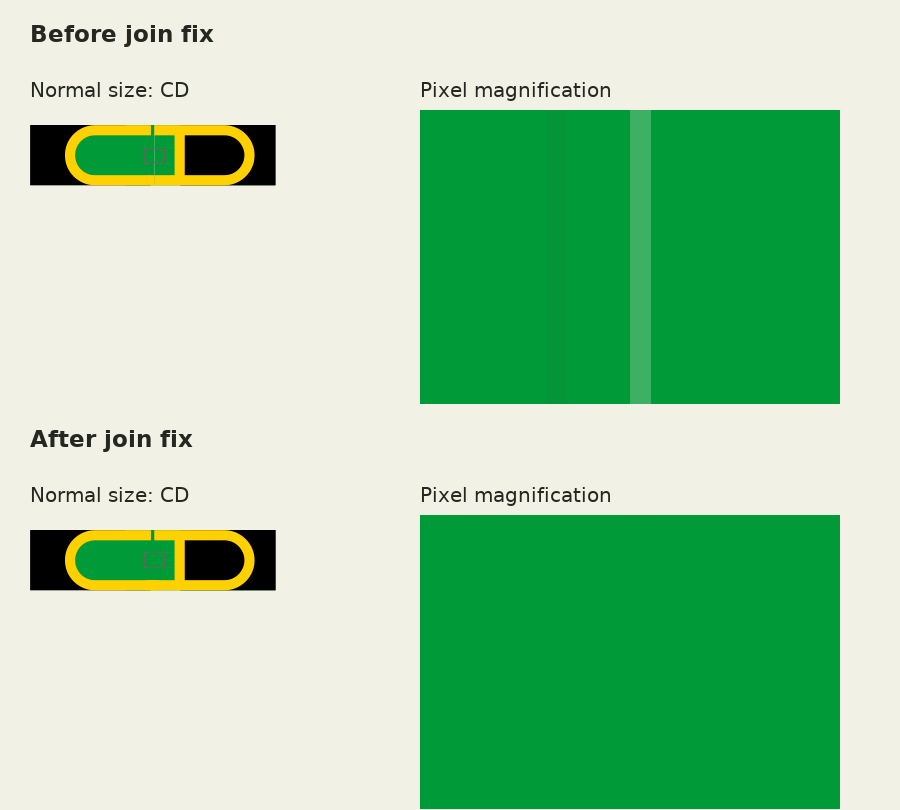 Before join fix
Normal size: CD
Pixel magnification
After join fix
Normal size: CD
Pixel magnification